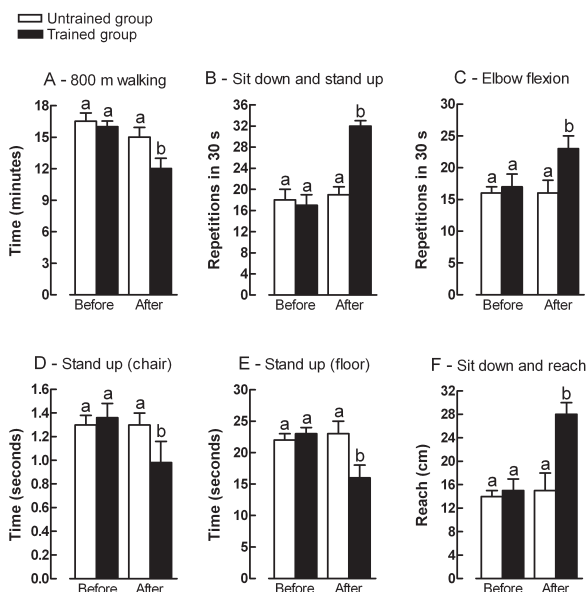 Untrained group
Trained group
A - 800 m walking
Time (minutes)
18
15
12
9
6
3
0
a
a
a
b
Before
After
B - Sit down and stand up
Repetitions in 30 s
36
32
28
24
20
16
12
8
4
0
a
a
a
b
Before
After
C - Elbow flexion
Repetitions in 30 s
30
25
20
15
10
5
0
a
a
a
b
Before
After
D - Stand up (chair)
Time (seconds)
1.6
1.4
1.2
1.0
0.8
0.6
0.4
0.2
0.0
a
a
a
b
Before
After
E - Stand up (floor)
Time (seconds)
30
25
20
15
10
5
0
a
a
a
b
Before
After
F - Sit down and reach
Reach (cm)
32
28
24
20
16
12
8
4
0
a
a
a
b
Before
After